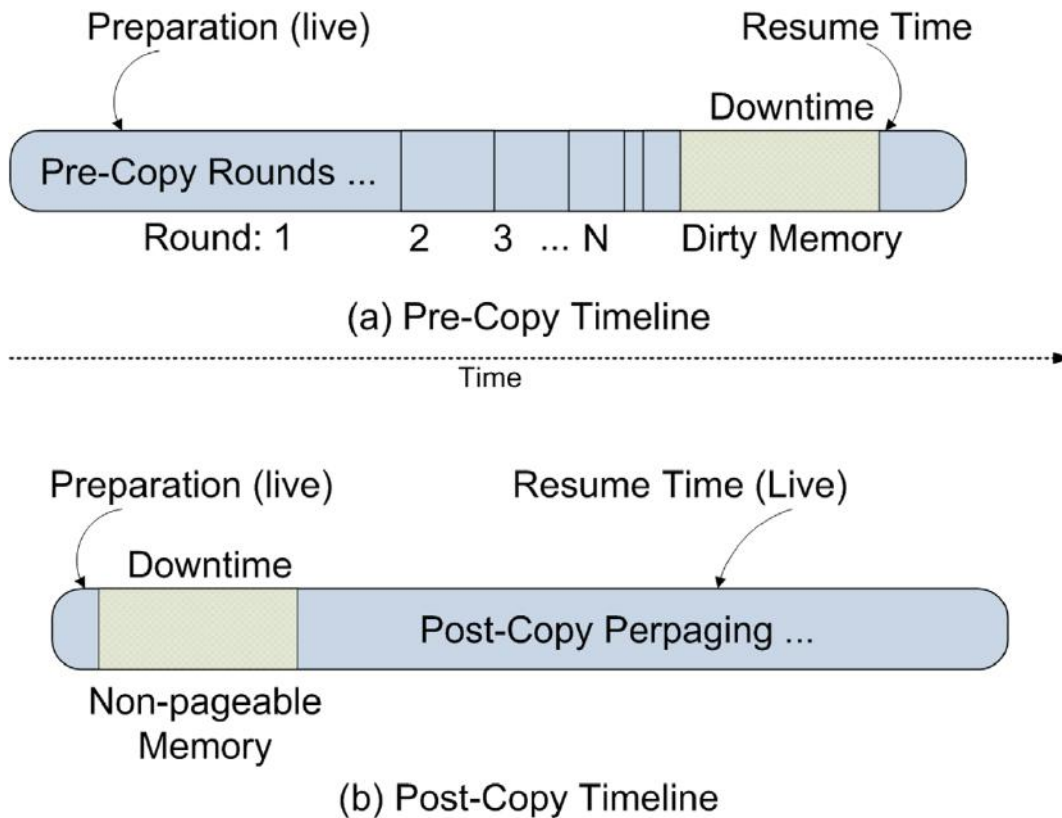 Preparation (live)
Resume Time
Downtime
Pre-Copy Rounds ...
Round: 1
2
3
...
N
Dirty Memory
(a) Pre-Copy Timeline
Time
Preparation (live)
Resume Time (Live)
Downtime
Post-Copy Perpaging ...
Non-pageable
Memory
(b) Post-Copy Timeline